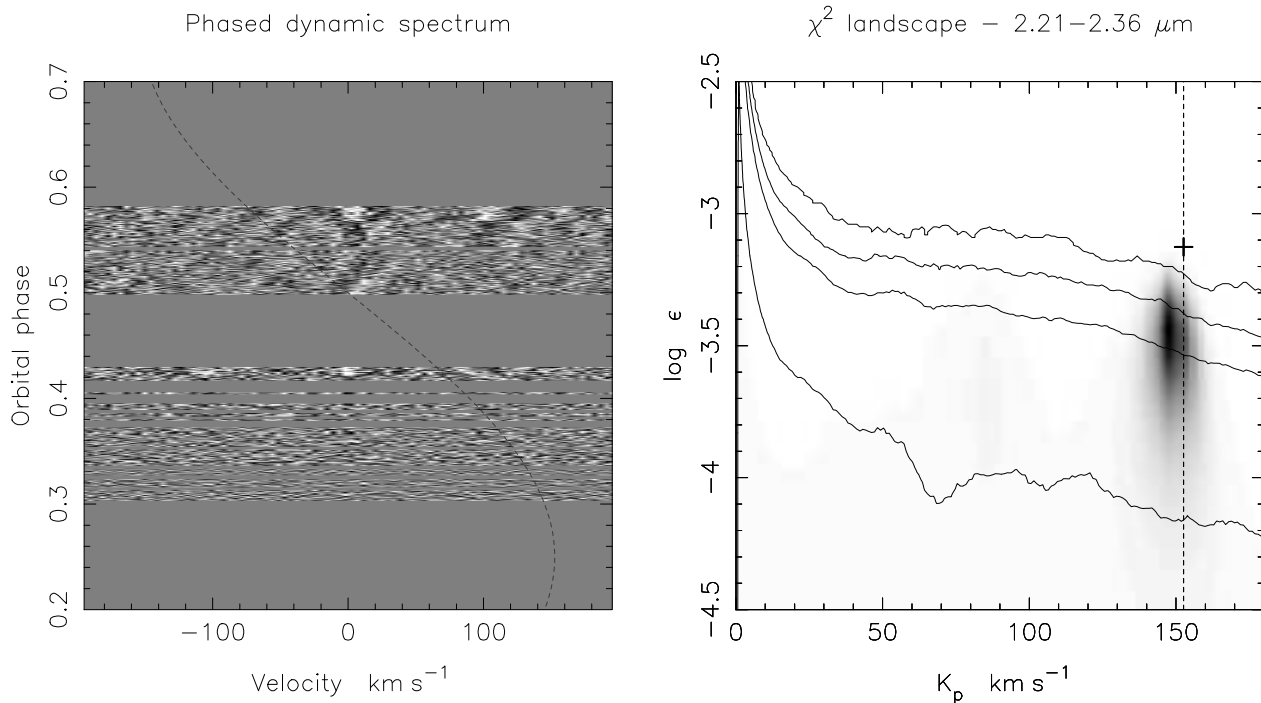 Phased dynamic spectrum
Orbital phase
0.7
0.6
0.5
0.4
0.3
0.2
−100 0 100
Velocity km s⁻¹
χ² landscape − 2.21−2.36 μm
log ε
−2.5
−3
−3.5
−4
−4.5
0 50 100 150
Kₚ km s⁻¹